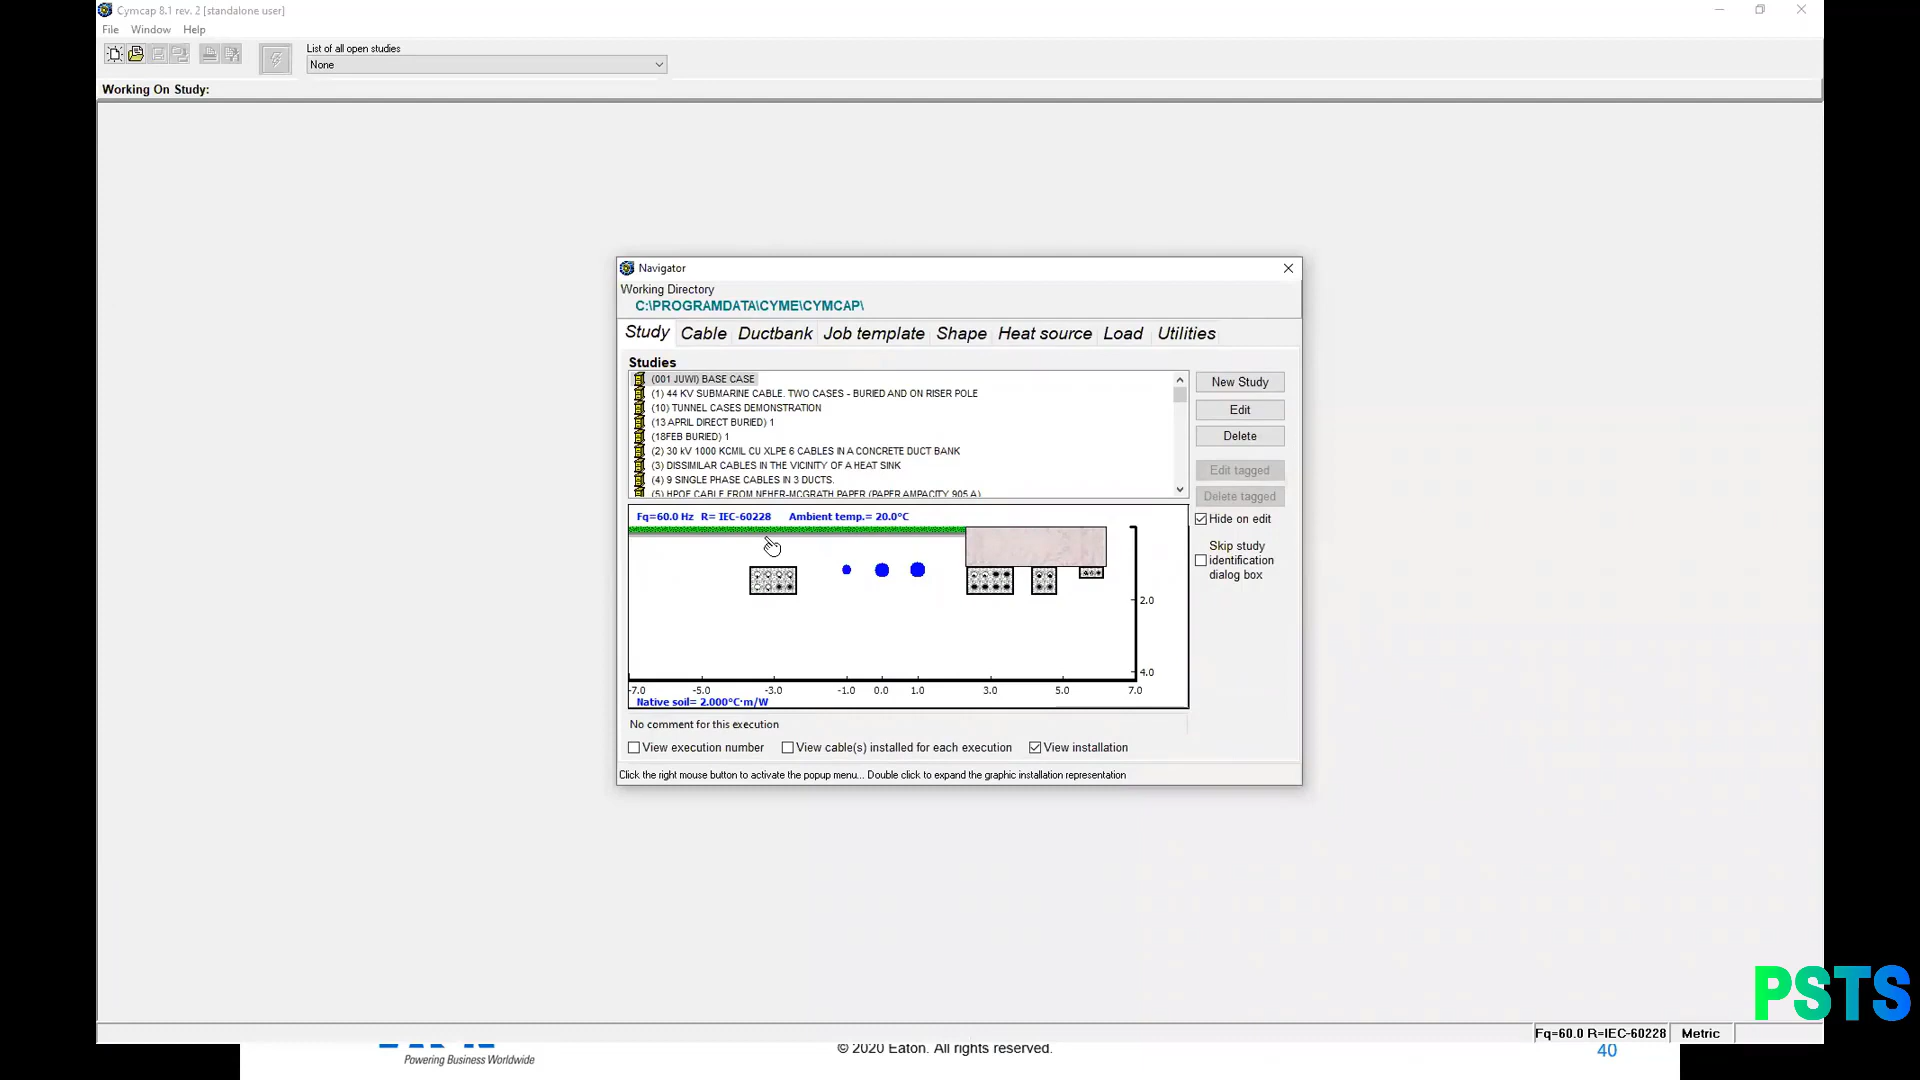 Cymcap 8.1 rev. 2 [standalone user]
File Window Help
List of all open studies
None
Working On Study:
Navigator
Working Directory
C:\PROGRAMDATA\CYME\CYMCAP\
Study Cable Ductbank Job template Shape Heat source Load Utilities
Studies
(001 JUWI) BASE CASE
(1) 44 KV SUBMARINE CABLE. TWO CASES - BURIED AND ON RISER POLE
(10) TUNNEL CASES DEMONSTRATION
(13 APRIL DIRECT BURIED) 1
(18FEB BURIED) 1
(2) 30 kV 1000 KCMIL CU XLPE 6 CABLES IN A CONCRETE DUCT BANK
(3) DISSIMILAR CABLES IN THE VICINITY OF A HEAT SINK
(4) 9 SINGLE PHASE CABLES IN 3 DUCTS.
(5) HPOF CABLE FROM NEHER-MCGRATH PAPER (PAPER AMPACITY 905 A)
New Study
Edit
Delete
Edit tagged
Delete tagged
Hide on edit
Skip study
identification
dialog box
Fq=60.0 Hz R= IEC-60228 Ambient temp.= 20.0°C
2.0
4.0
-7.0 -5.0 -3.0 -1.0 0.0 1.0 3.0 5.0 7.0
Native soil= 2.000°C·m/W
No comment for this execution
View execution number View cable(s) installed for each execution View installation
Click the right mouse button to activate the popup menu... Double click to expand the graphic installation representation
PSTS
Fq=60.0 R=IEC-60228 Metric
Powering Business Worldwide
© 2020 Eaton. All rights reserved.
40